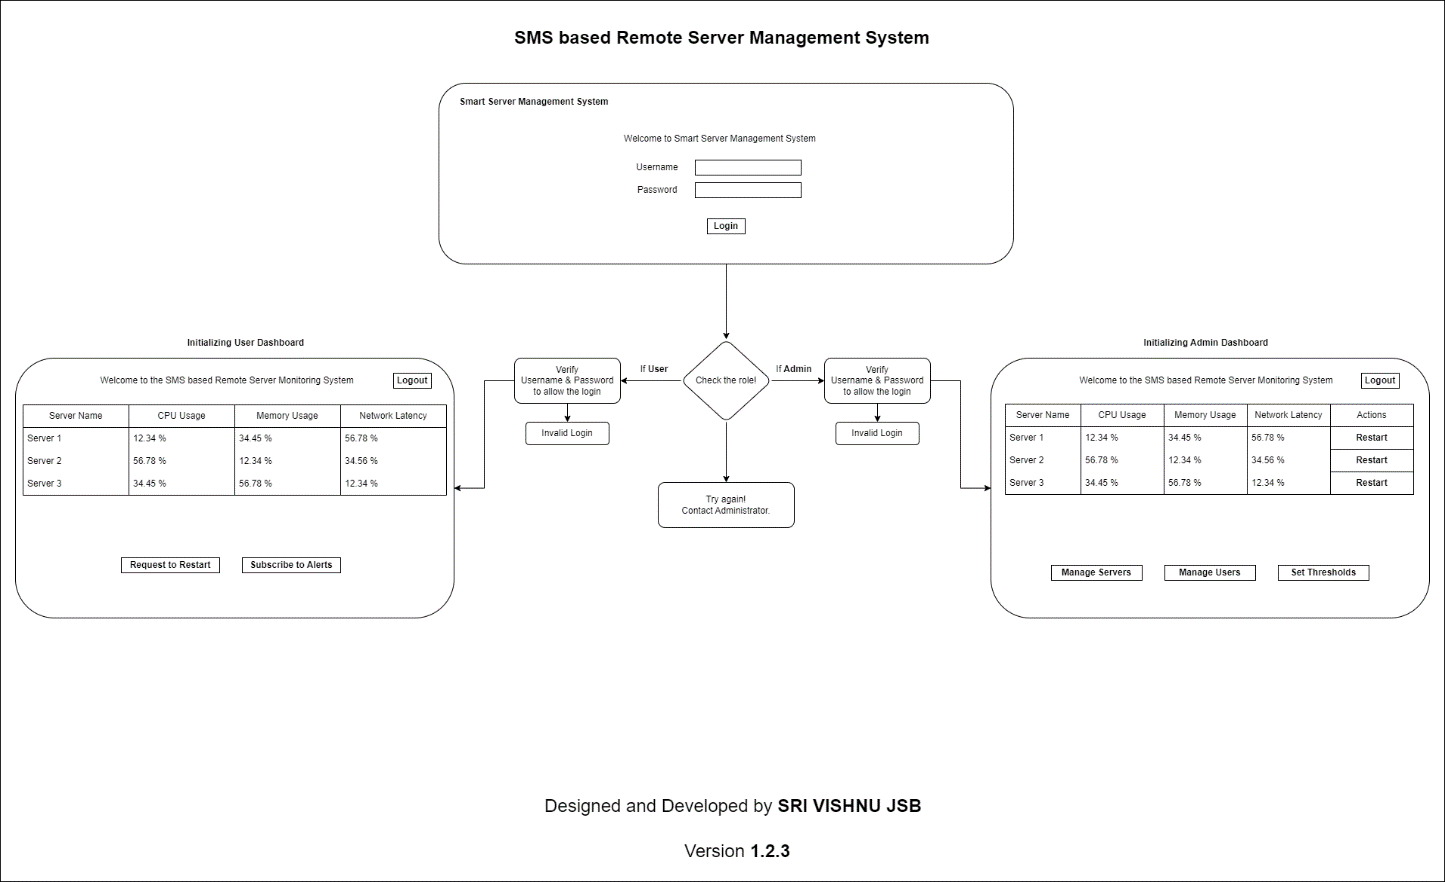 SMS based Remote Server Management System
Smart Server Management System
Welcome to Smart Server Management System
Username
Password
Login
Initializing User Dashboard
Welcome to the SMS based Remote Server Monitoring System
Logout
Server Name CPU Usage Memory Usage Network Latency
Server 1 12.34 % 34.45 % 56.78 %
Server 2 56.78 % 12.34 % 34.56 %
Server 3 34.45 % 56.78 % 12.34 %
Request to Restart Subscribe to Alerts
Verify
Username & Password
to allow the login
Invalid Login
If User
Check the role!
If Admin
Verify
Username & Password
to allow the login
Invalid Login
Try again!
Contact Administrator.
Initializing Admin Dashboard
Welcome to the SMS based Remote Server Monitoring System
Logout
Server Name CPU Usage Memory Usage Network Latency Actions
Server 1 12.34 % 34.45 % 56.78 % Restart
Server 2 56.78 % 12.34 % 34.56 % Restart
Server 3 34.45 % 56.78 % 12.34 % Restart
Manage Servers Manage Users Set Thresholds
Designed and Developed by SRI VISHNU JSB
Version 1.2.3